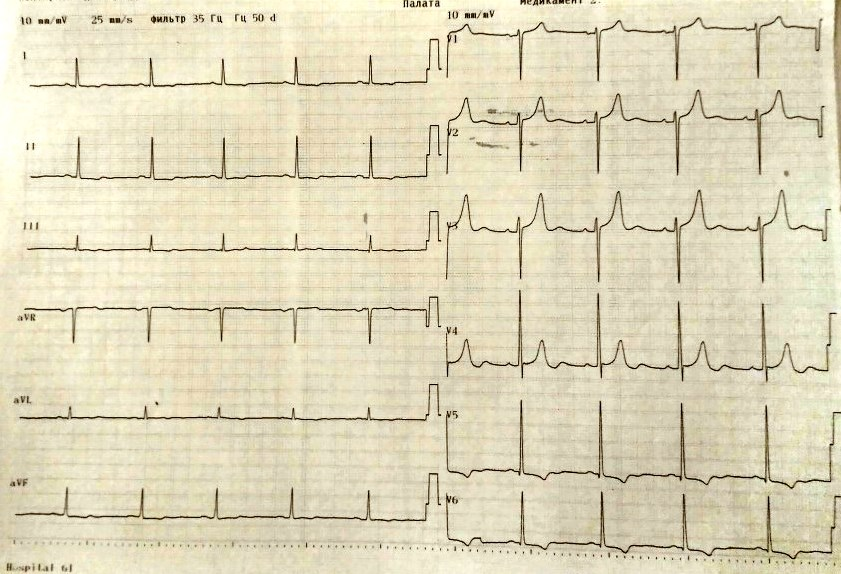 Палата
Медикамент 2:
10 mm/mV 25 mm/s фильтр 35 Гц Гц 50 d
10 mm/mV
I
II
III
aVR
aVL
aVF
V1
V2
V3
V4
V5
V6
Hospital 61